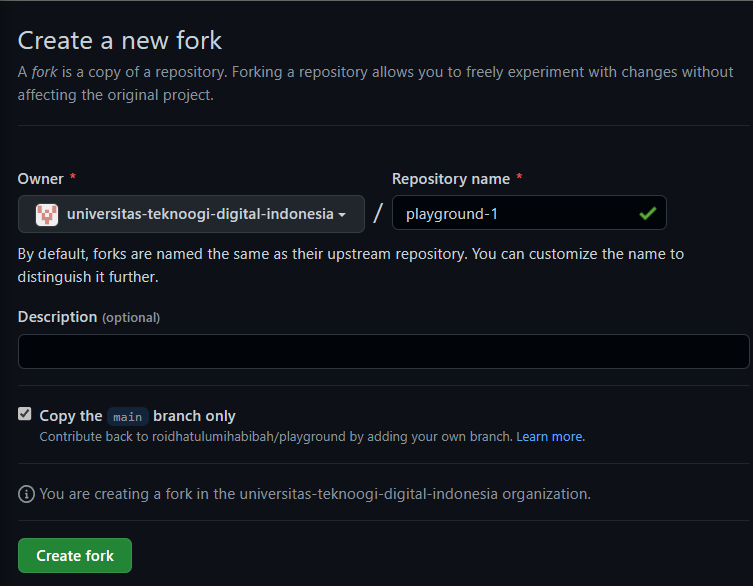 Create a new fork
A fork is a copy of a repository. Forking a repository allows you to freely experiment with changes without
affecting the original project.
Owner *
Repository name *
universitas-teknoogi-digital-indonesia / playground-1
By default, forks are named the same as their upstream repository. You can customize the name to
distinguish it further.
Description (optional)
Copy the main branch only
Contribute back to roidhatulumihabibah/playground by adding your own branch. Learn more.
You are creating a fork in the universitas-teknoogi-digital-indonesia organization.
Create fork